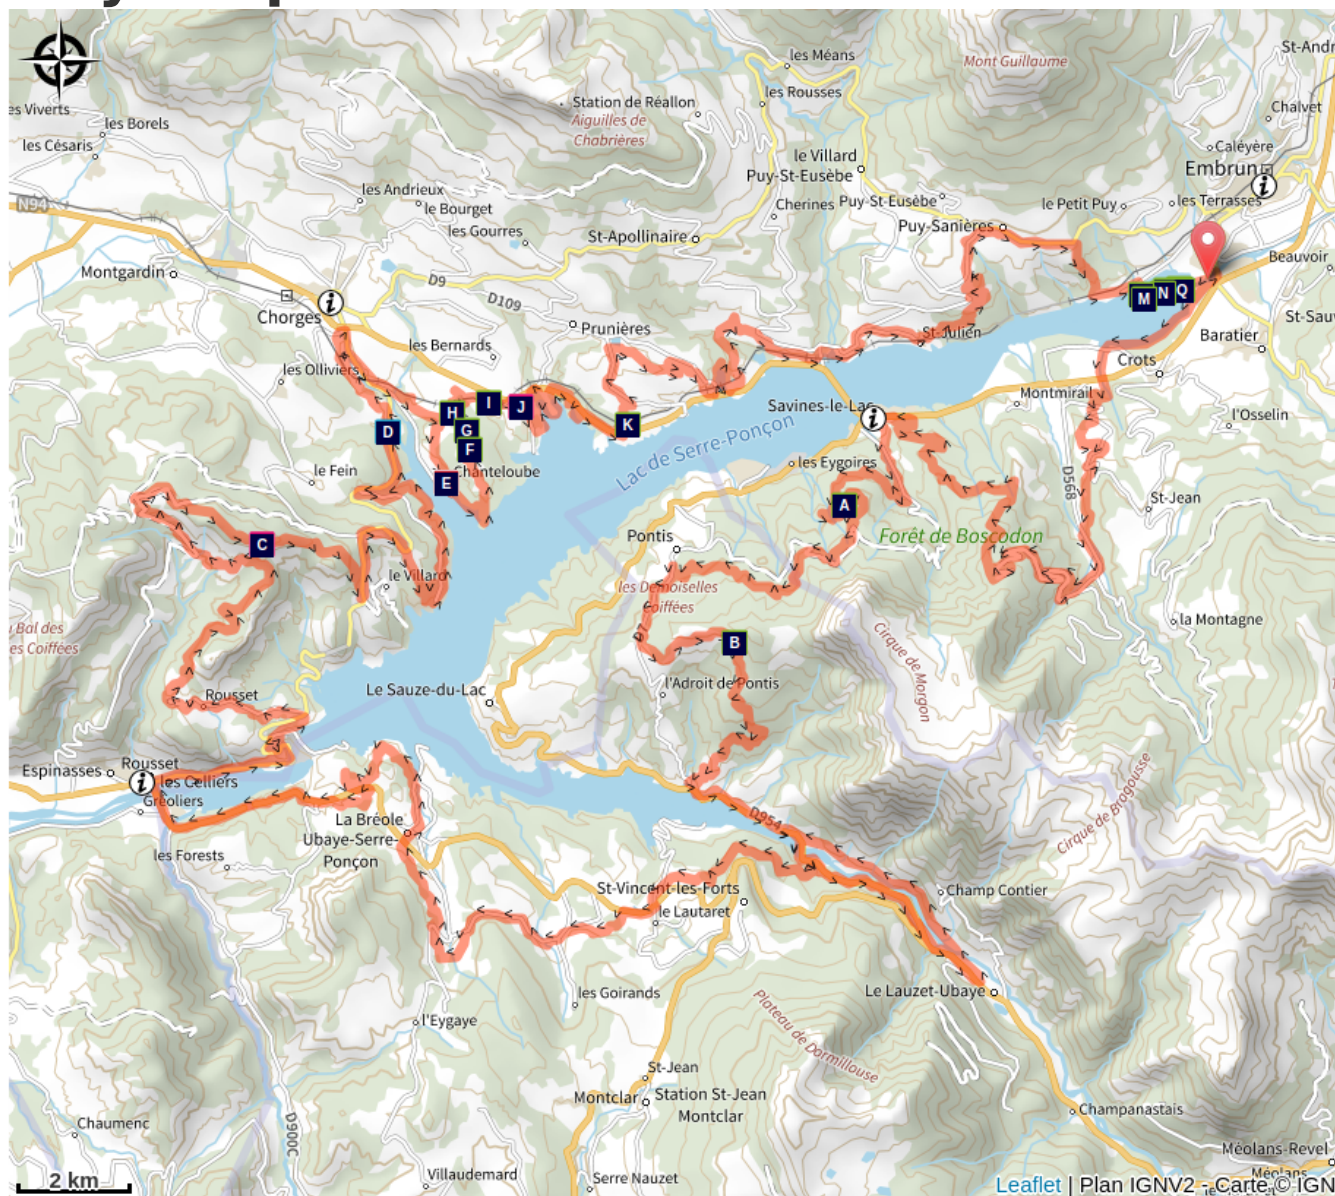 les Méans
Mont Guillaume
St-Andr
es Viverts
les Borels
Station de Réallon
les Rousses
Chalvet
Aiguilles de
Chabrières
les Césaris
le Villard
Caléyère
Puy-St-Eusèbe
Embrun
les Andrieux
le Bourget
Cherines
Puy-St-Eusèbe
le Petit Puy
les Terrasses
N94
les Gourres
St-Apollinaire
Puy-Sanières
Montgardin
D9
Beauvoir
D109
M
N
Q
Chorges
Prunières
St-Julien
Baratier
St-Sauv
les Bernards
Crots
les Olliviers
Montmirail
H
I
J
Savines-le-Lac
l'Osselin
D
G
K
Lac de Serre-Ponçon
F
le Fein
Chanteloube
les Eygoires
E
D568
St-Jean
A
C
Pontis
Forêt de Boscodon
le Villard
les Demoiselles
Coiffées
u Bal des
es Coiffées
la Montagne
D7
B
Cirque de Morgon
Rousset
Le Sauze-du-Lac
l'Adroit de Pontis
Espinasses
Rousset
les Celliers
Gréoliers
Cirque de Bragousse
La Bréole
Ubaye-Serre-
Ponçon
D954
les Forests
St-Vincent-les-Forts
Champ Contier
le Lautaret
les Goirands
Le Lauzet-Ubaye
l'Eygaye
Plateau de Dormillouse
St-Jean
Montclar
Station St-Jean
Montclar
Champanastais
Chaumenc
D900C
Méolans-Revel
Villaudemard
Serre Nauzet
Méolans
2 km
Leaflet | Plan IGNV2 - Carte © IGN